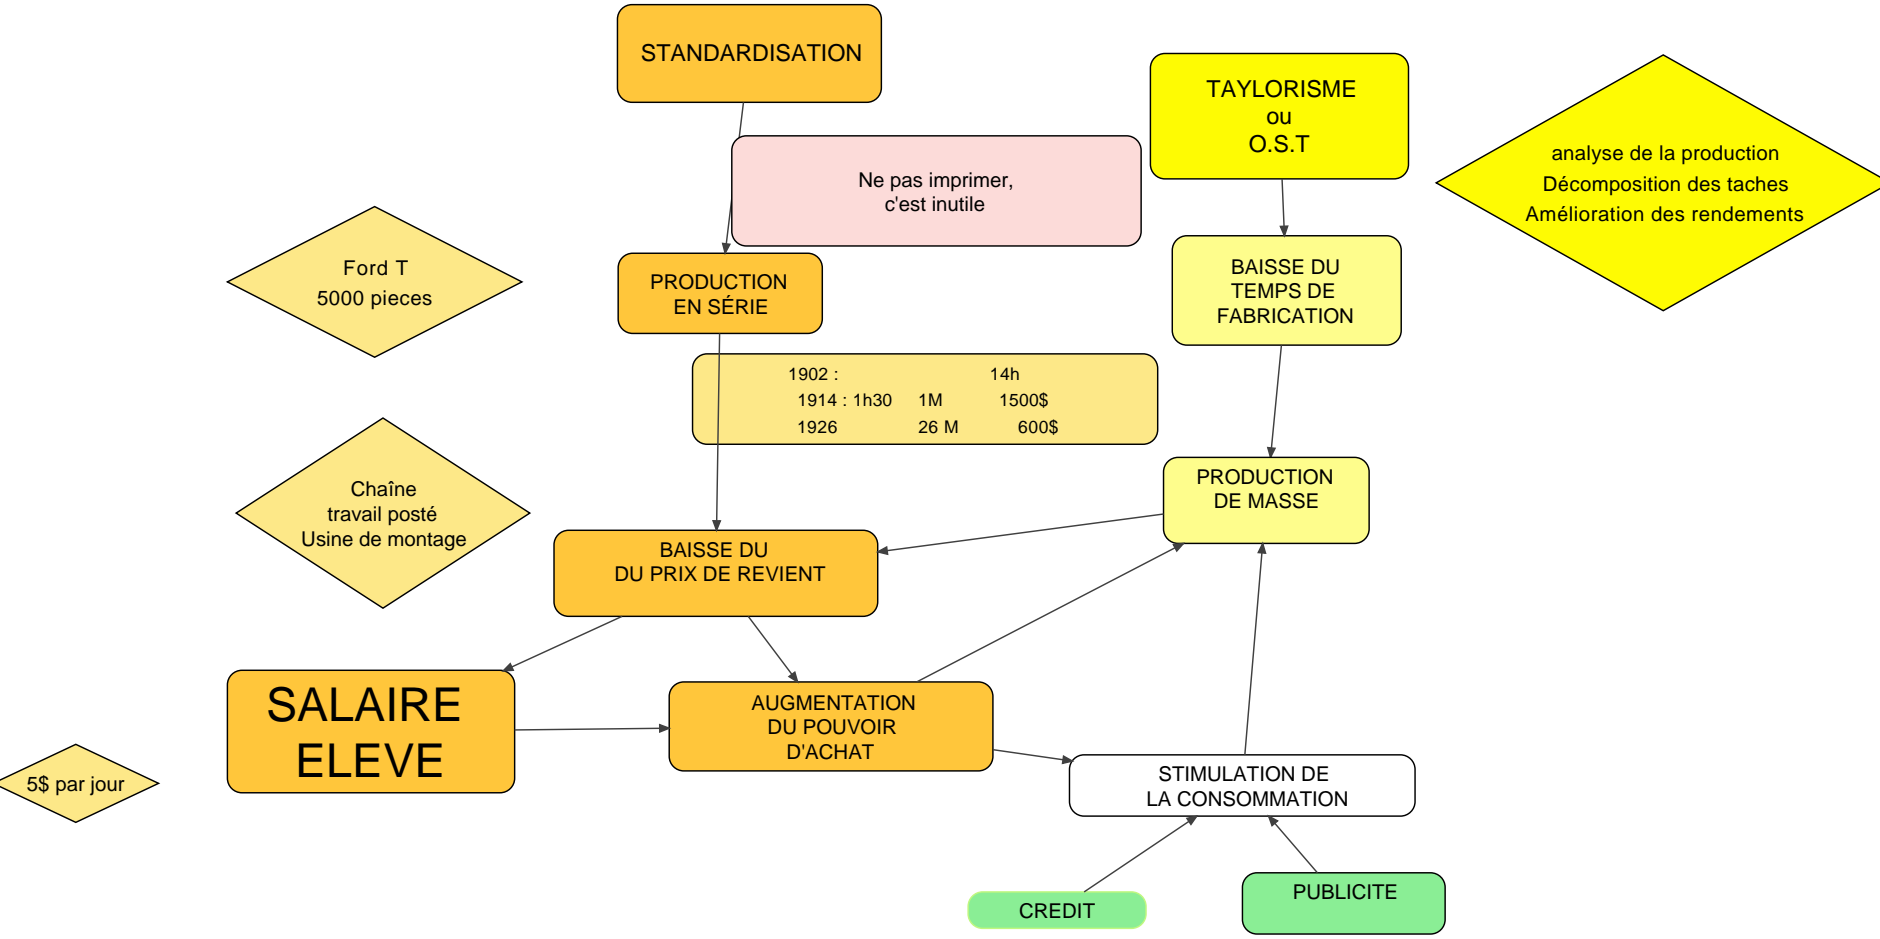 STANDARDISATION
TAYLORISME
ou
O.S.T
analyse de la production
Décomposition des taches
Amélioration des rendements
Ne pas imprimer,
c'est inutile
Ford T
5000 pieces
PRODUCTION
EN SÉRIE
BAISSE DU
TEMPS DE
FABRICATION
1902 : 14h
1914 : 1h30 1M 1500$
1926 26 M 600$
Chaîne
travail posté
Usine de montage
PRODUCTION
DE MASSE
BAISSE DU
DU PRIX DE REVIENT
SALAIRE
ELEVE
AUGMENTATION
DU POUVOIR
D'ACHAT
5$ par jour
STIMULATION DE
LA CONSOMMATION
CREDIT
PUBLICITE